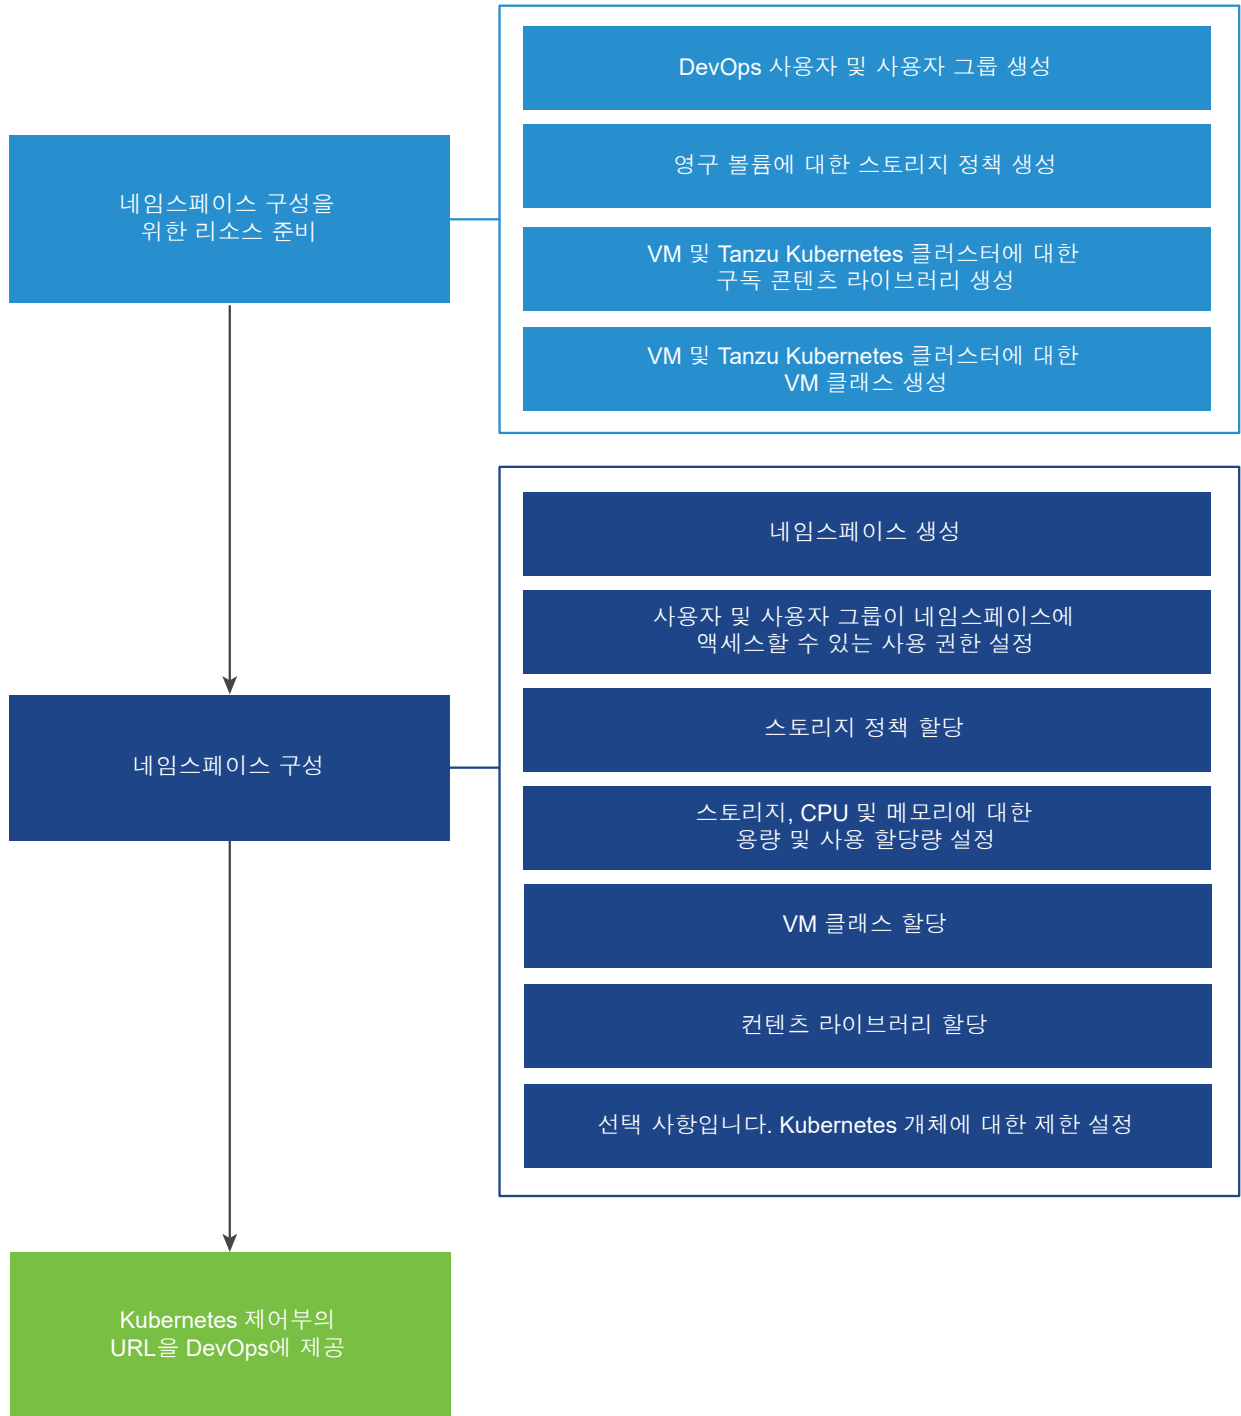 네임스페이스 구성을
위한 리소스 준비
DevOps 사용자 및 사용자 그룹 생성
영구 볼륨에 대한 스토리지 정책 생성
VM 및 Tanzu Kubernetes 클러스터에 대한
구독 콘텐츠 라이브러리 생성
VM 및 Tanzu Kubernetes 클러스터에 대한
VM 클래스 생성
네임스페이스 구성
네임스페이스 생성
사용자 및 사용자 그룹이 네임스페이스에
액세스할 수 있는 사용 권한 설정
스토리지 정책 할당
스토리지, CPU 및 메모리에 대한
용량 및 사용 할당량 설정
VM 클래스 할당
컨텐츠 라이브러리 할당
선택 사항입니다. Kubernetes 개체에 대한 제한 설정
Kubernetes 제어부의
URL을 DevOps에 제공